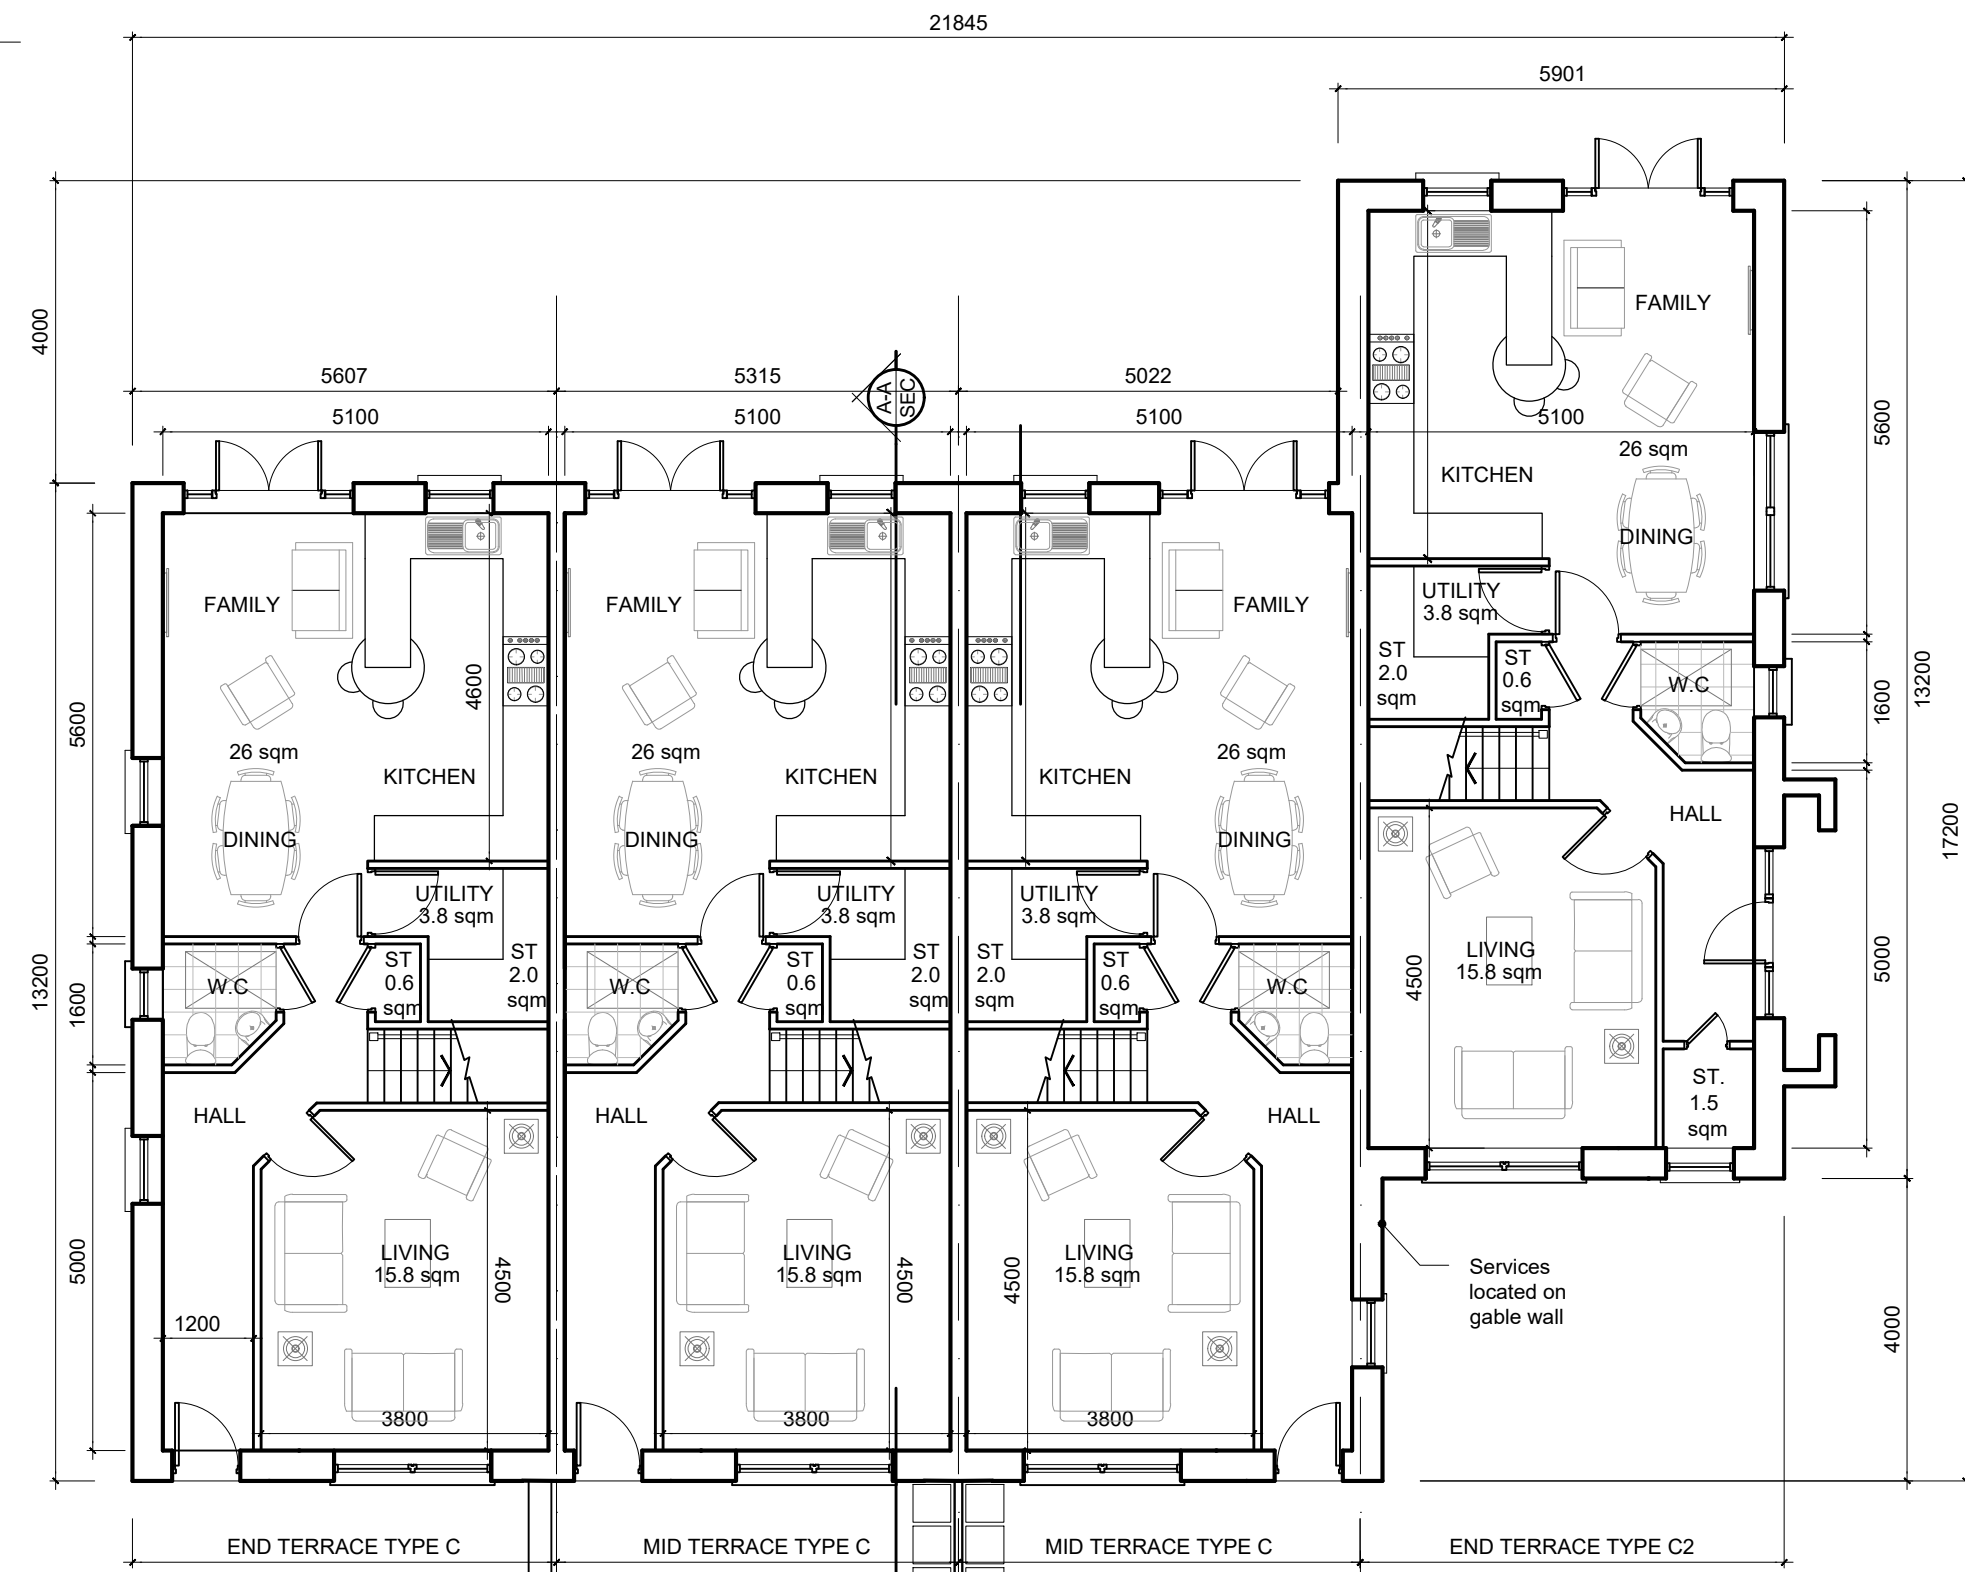 21845
5901
4000
5607
5315
5022
A-A
SEC
5100
5100
5100
5100
FAMILY
26 sqm
KITCHEN
DINING
5600
UTILITY
3.8 sqm
ST
2.0
sqm
ST
0.6
sqm
W.C
1600
13200
17200
HALL
LIVING
15.8 sqm
4500
5000
ST.
1.5
sqm
Services
located on
gable wall
4000
FAMILY
FAMILY
FAMILY
5600
4600
26 sqm
KITCHEN
26 sqm
KITCHEN
KITCHEN
26 sqm
DINING
DINING
DINING
UTILITY
3.8 sqm
UTILITY
3.8 sqm
UTILITY
3.8 sqm
13200
1600
W.C
ST
0.6
sqm
ST
2.0
sqm
W.C
ST
0.6
sqm
ST
2.0
sqm
ST
2.0
sqm
ST
0.6
sqm
W.C
HALL
HALL
HALL
5000
LIVING
15.8 sqm
4500
LIVING
15.8 sqm
4500
4500
LIVING
15.8 sqm
1200
3800
3800
3800
END TERRACE TYPE C
MID TERRACE TYPE C
MID TERRACE TYPE C
END TERRACE TYPE C2